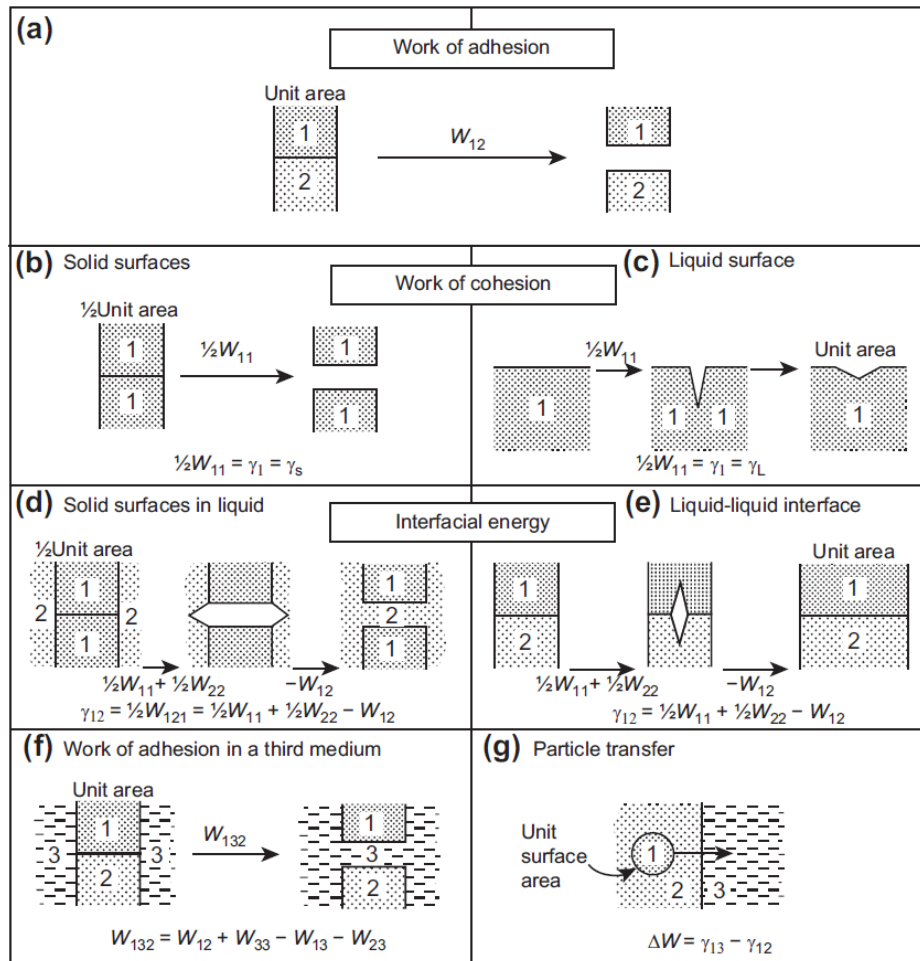 (a)
Work of adhesion
Unit area
1
2
W₁₂
1
2
(b) Solid surfaces
Work of cohesion
(c) Liquid surface
½Unit area
1
1
½W₁₁
1
1
½W₁₁ = γ₁ = γₛ
½W₁₁
Unit area
1
1 1
1
½W₁₁ = γ₁ = γL
(d) Solid surfaces in liquid
Interfacial energy
(e) Liquid-liquid interface
½Unit area
1
2 2
1
1
2
1
½W₁₁ + ½W₂₂ −W₁₂
γ₁₂ = ½W₁₂₁ = ½W₁₁ + ½W₂₂ − W₁₂
Unit area
1
2
1
2
½W₁₁ + ½W₂₂ −W₁₂
γ₁₂ = ½W₁₁ + ½W₂₂ − W₁₂
(f) Work of adhesion in a third medium
Unit area
1
3 3
2
W₁₃₂
1
3
2
W₁₃₂ = W₁₂ + W₃₃ − W₁₃ − W₂₃
(g) Particle transfer
Unit
surface
area
1
2 3
ΔW = γ₁₃ − γ₁₂